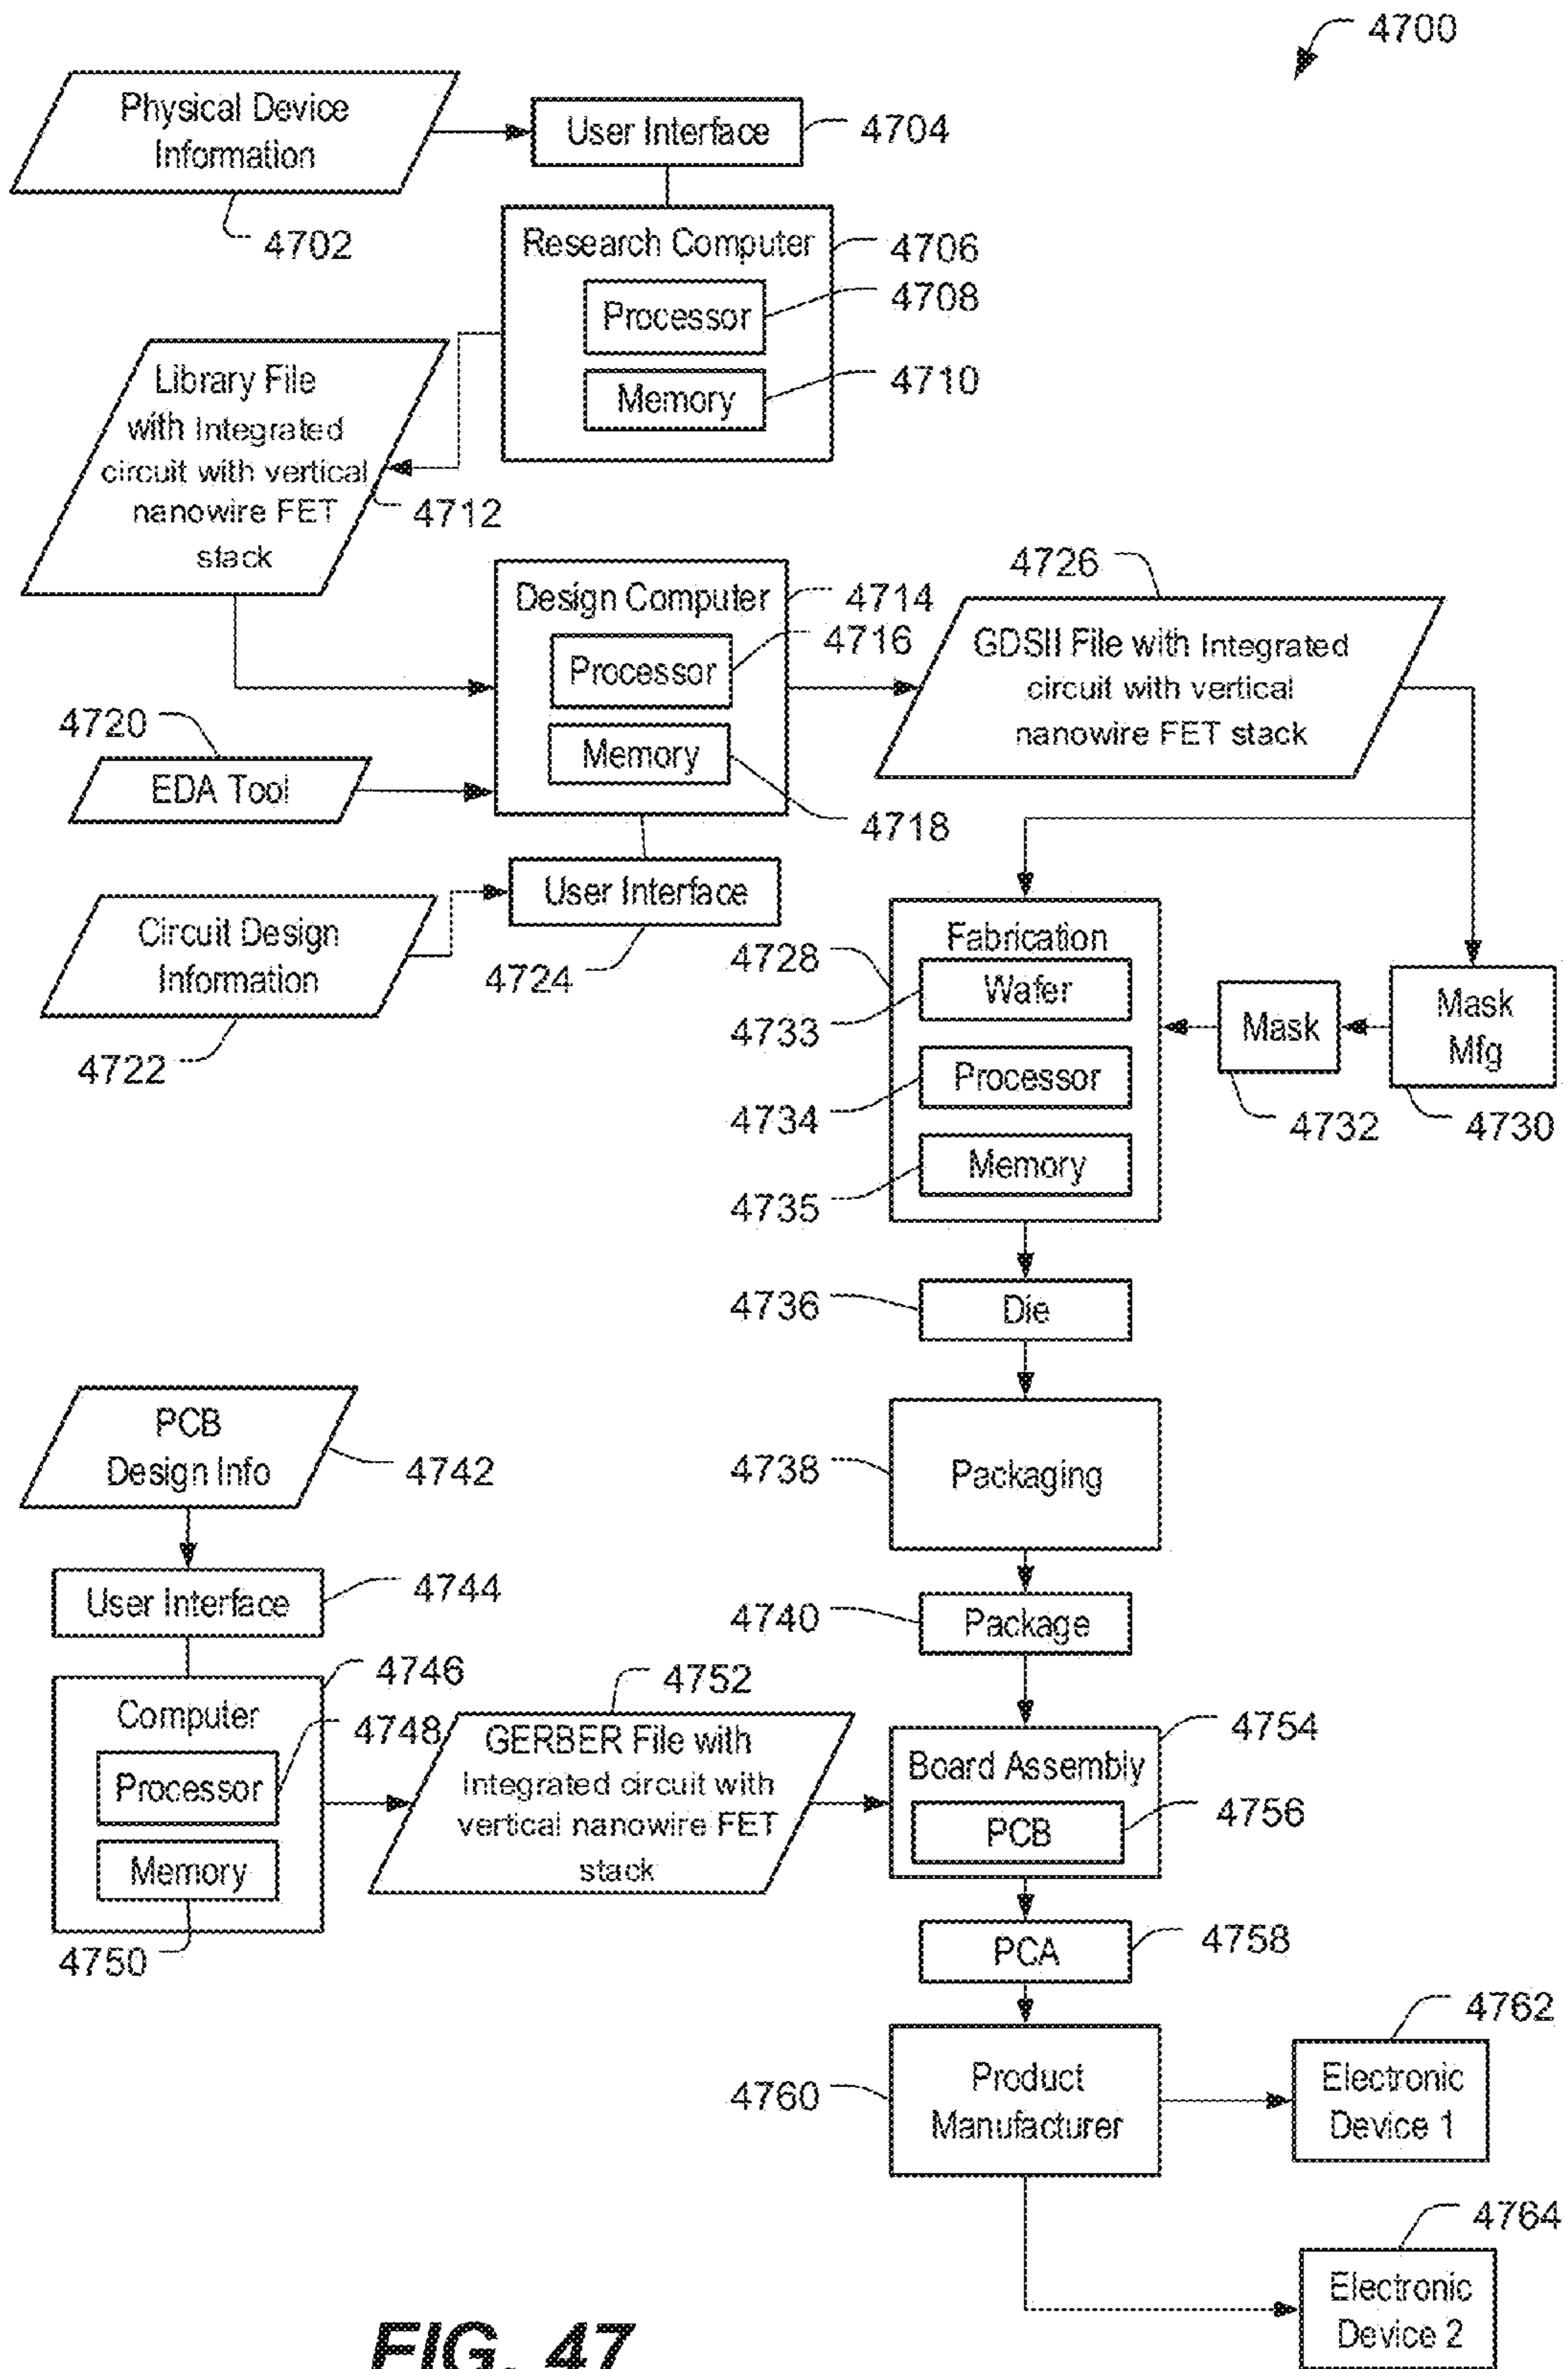 4700
Physical Device
Information
User Interface
4704
4702
Research Computer
4706
Processor
4708
Memory
4710
Library File
with Integrated
circuit with vertical
nanowire FET
stack
4712
4726
Design Computer
4714
Processor
4716
Memory
4718
GDSII File with Integrated
circuit with vertical
nanowire FET stack
4720
EDA Tool
User Interface
4724
Circuit Design
Information
4722
Fabrication
4728
Wafer
4733
Processor
4734
Memory
4735
Mask
4732
Mask
Mfg
4730
4736
Die
PCB
Design Info
4742
4738
Packaging
User Interface
4744
4740
Package
4746
Computer
4748
Processor
Memory
4750
4752
GERBER File with
Integrated circuit with
vertical nanowire FET
stack
4754
Board Assembly
PCB
4756
PCA
4758
4760
Product
Manufacturer
4762
Electronic
Device 1
4764
Electronic
Device 2
FIG. 47